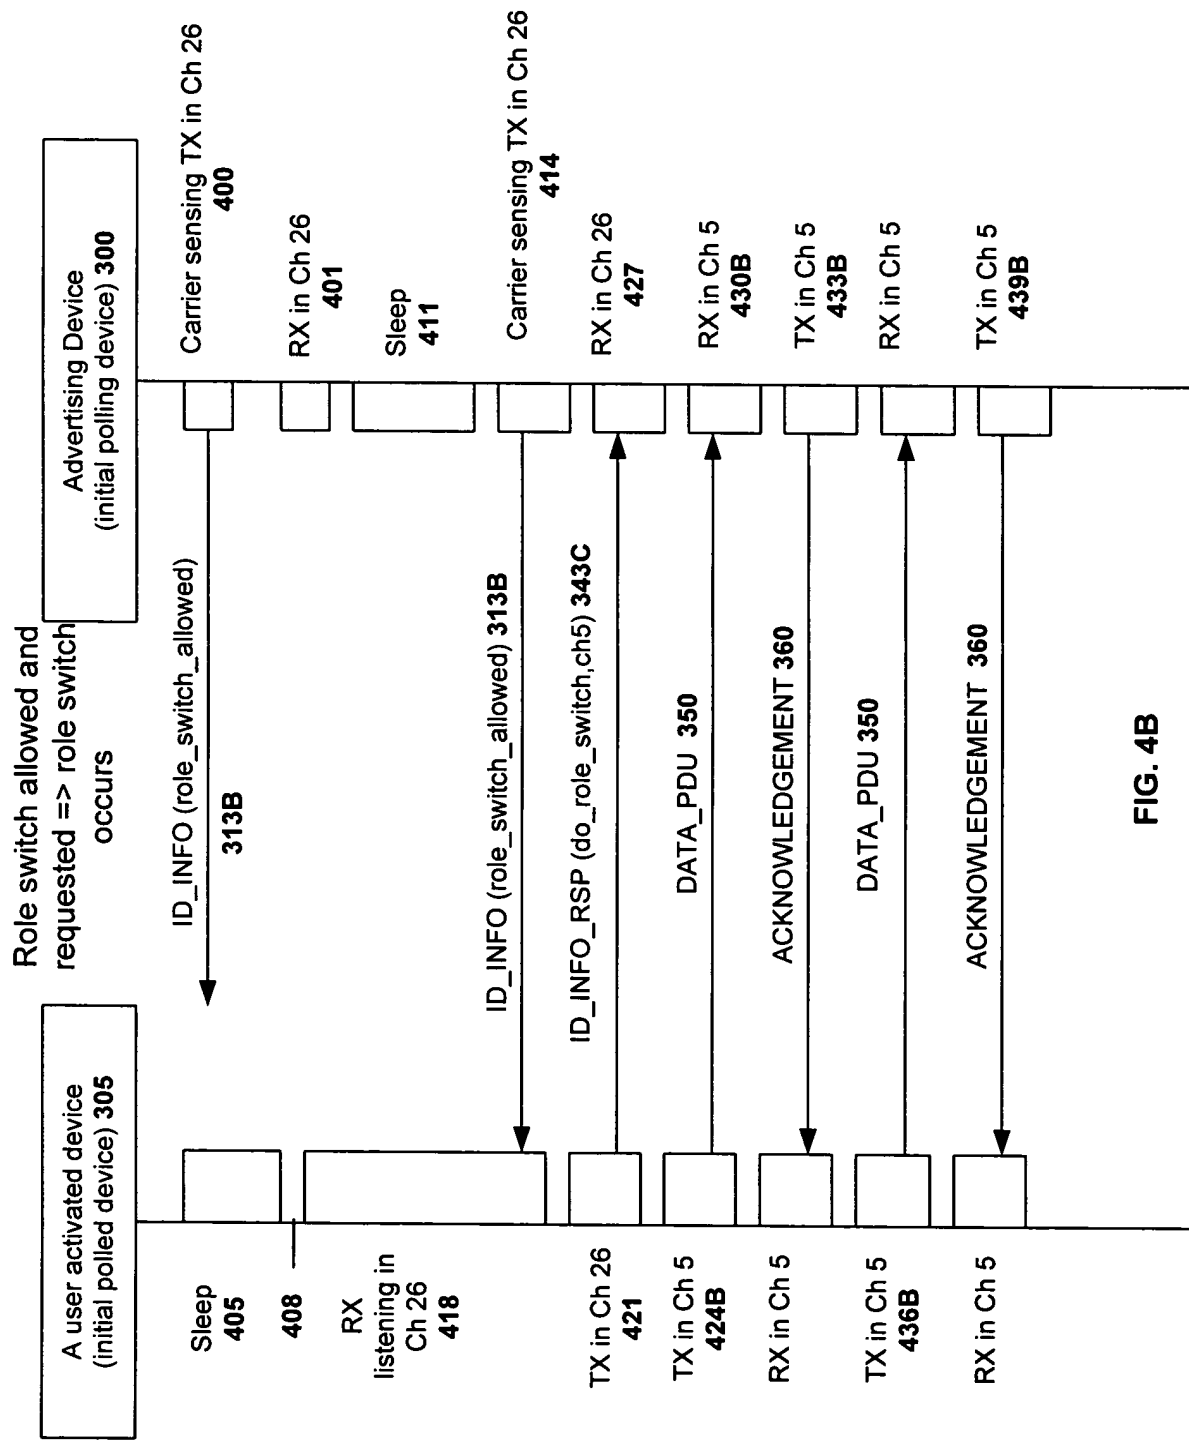 Role switch allowed and
requested => role switch
occurs
A user activated device
(initial polled device) 305
Advertising Device
(initial polling device) 300
Sleep
405
ID_INFO (role_switch_allowed)
313B
Carrier sensing TX in Ch 26
400
408
RX in Ch 26
401
RX
listening in
Ch 26
418
Sleep
411
ID_INFO (role_switch_allowed) 313B
Carrier sensing TX in Ch 26
414
TX in Ch 26
421
ID_INFO_RSP (do_role_switch,ch5) 343C
RX in Ch 26
427
TX in Ch 5
424B
DATA_PDU 350
RX in Ch 5
430B
RX in Ch 5
ACKNOWLEDGEMENT 360
TX in Ch 5
433B
TX in Ch 5
436B
DATA_PDU 350
RX in Ch 5
RX in Ch 5
ACKNOWLEDGEMENT 360
TX in Ch 5
439B
FIG. 4B